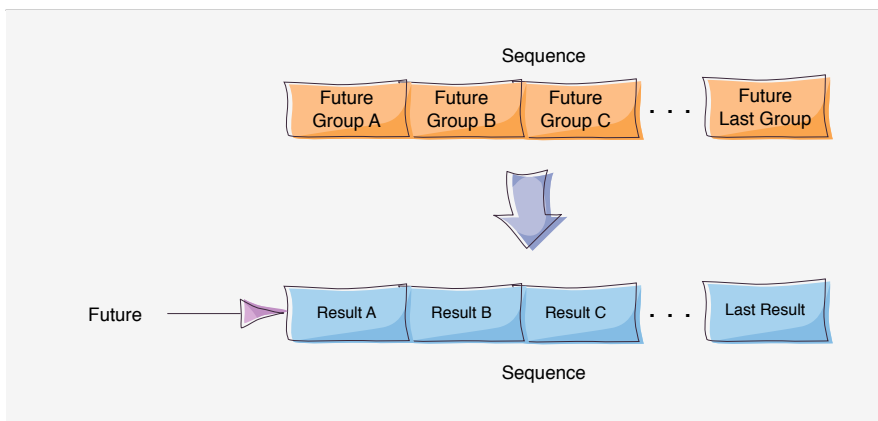 Sequence
Future
Group A
Future
Group B
Future
Group C
. . .
Future
Last Group
Future
Result A
Result B
Result C
. . .
Last Result
Sequence